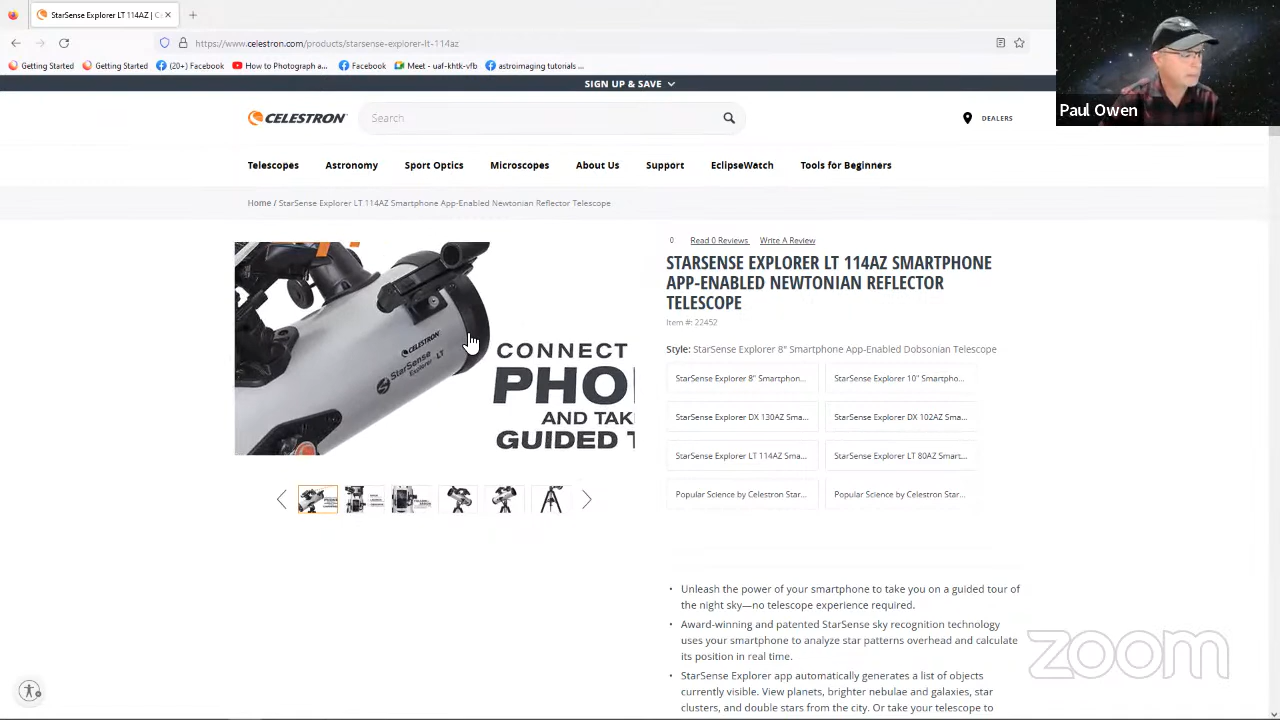 StarSense Explorer LT 114AZ | C
https://www.celestron.com/products/starsense-explorer-lt-114az
Getting Started
Getting Started
(20+) Facebook
How to Photograph a...
Facebook
Meet - uaf-khtk-vfb
astroimaging tutorials ...
Paul Owen
SIGN UP & SAVE
CELESTRON
Search
DEALERS
Telescopes
Astronomy
Sport Optics
Microscopes
About Us
Support
EclipseWatch
Tools for Beginners
Home / StarSense Explorer LT 114AZ Smartphone App-Enabled Newtonian Reflector Telescope
CELESTRON
StarSense
Explorer LT
CONNECT
PHO
AND TAK
GUIDED T
0 Read 0 Reviews Write A Review
STARSENSE EXPLORER LT 114AZ SMARTPHONE
APP-ENABLED NEWTONIAN REFLECTOR
TELESCOPE
Item #: 22452
Style: StarSense Explorer 8" Smartphone App-Enabled Dobsonian Telescope
StarSense Explorer 8" Smartphon...
StarSense Explorer 10" Smartpho...
StarSense Explorer DX 130AZ Sma...
StarSense Explorer DX 102AZ Sma...
StarSense Explorer LT 114AZ Sma...
StarSense Explorer LT 80AZ Smart...
Popular Science by Celestron Star...
Popular Science by Celestron Star...
• Unleash the power of your smartphone to take you on a guided tour of
the night sky—no telescope experience required.
• Award-winning and patented StarSense sky recognition technology
uses your smartphone to analyze star patterns overhead and calculate
its position in real time.
• StarSense Explorer app automatically generates a list of objects
currently visible. View planets, brighter nebulae and galaxies, star
clusters, and double stars from the city. Or take your telescope to
zoom